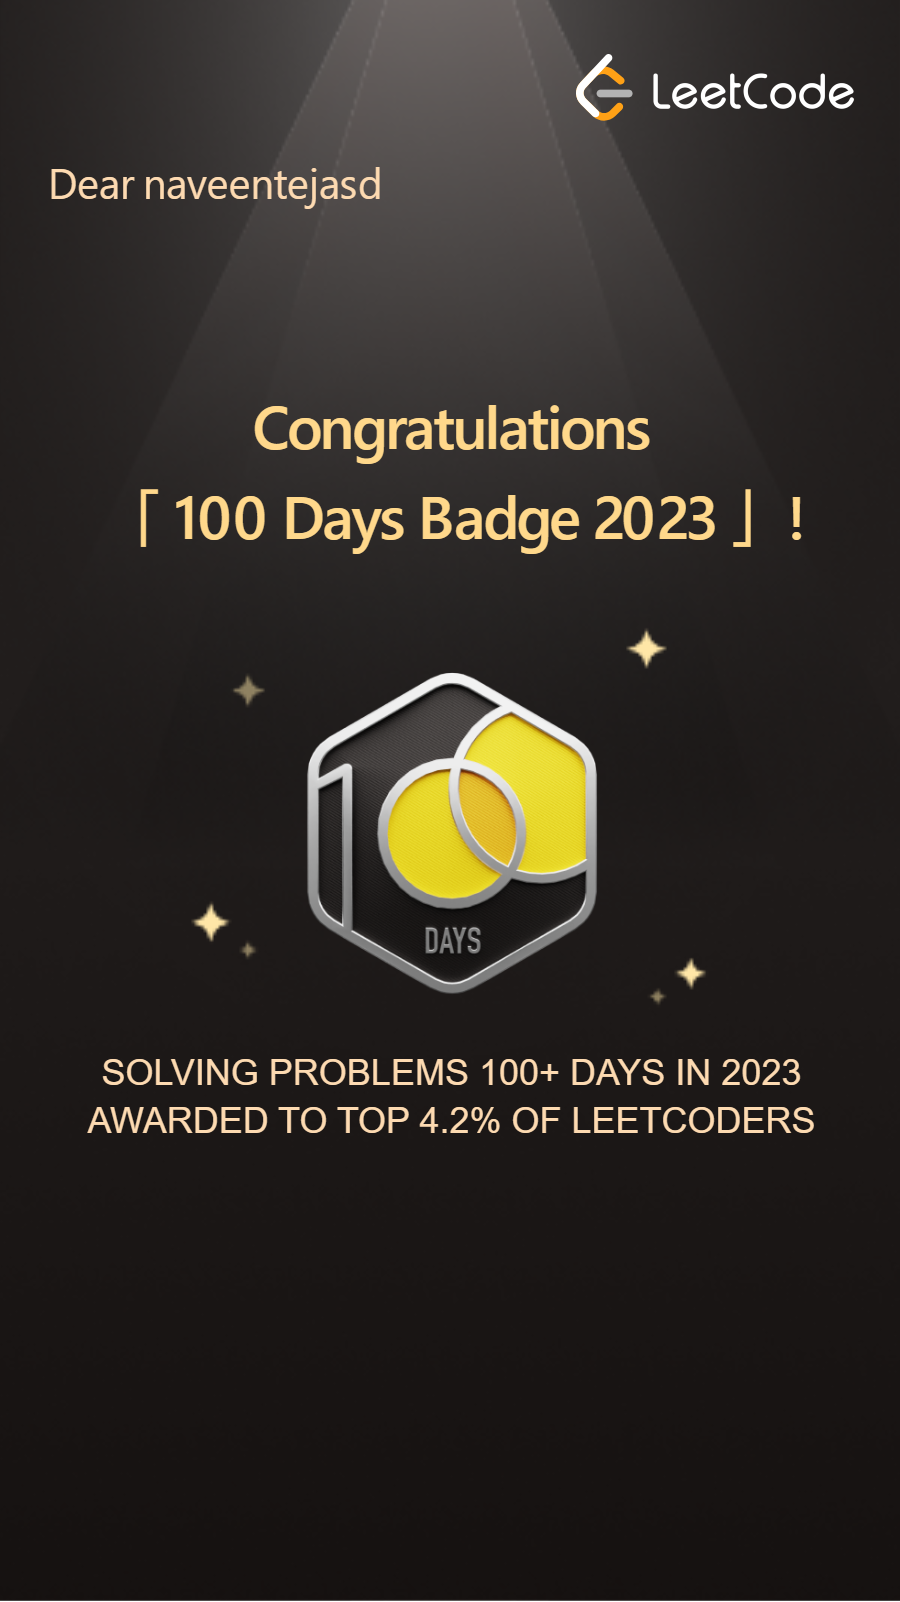 LeetCode
Dear naveentejasd
Congratulations
「 100 Days Badge 2023 」 !
100
DAYS
SOLVING PROBLEMS 100+ DAYS IN 2023
AWARDED TO TOP 4.2% OF LEETCODERS